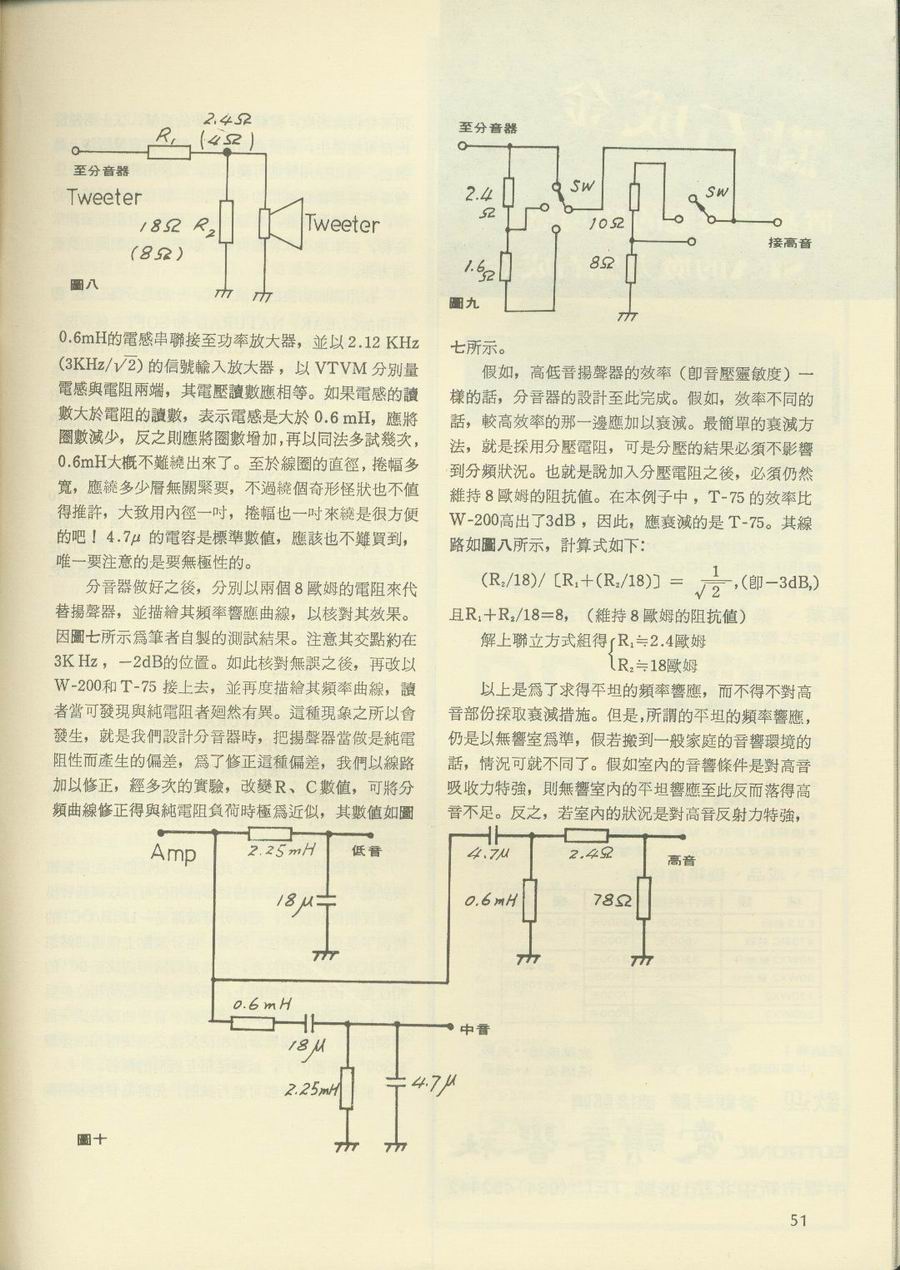 2.4Ω
R₁ (4Ω)
至分音器
Tweeter
18Ω R₂ Tweeter
(8Ω)
圖八
0.6mH的電感串聯接至功率放大器，並以2.12 KHz
(3KHz/√2) 的信號輸入放大器，以 VTVM 分別量
電感與電阻兩端，其電壓讀數應相等。如果電感的讀
數大於電阻的讀數，表示電感是大於 0.6 mH，應將
圈數減少，反之則應將圈數增加，再以同法多試幾次，
0.6mH大概不難繞出來了。至於線圈的直徑，捲幅多
寬，應繞多少層無關緊要，不過繞個奇形怪狀也不值
得推許，大致用內徑一吋，捲幅也一吋來繞是很方便
的吧！4.7μ 的電容是標準數值，應該也不難買到，
唯一要注意的是要無極性的。
分音器做好之後，分別以兩個 8 歐姆的電阻來代
替揚聲器，並描繪其頻率響應曲線，以核對其效果。
因圖七所示爲筆者自製的測試結果。注意其交點約在
3K Hz，－2dB的位置。如此核對無誤之後，再改以
W-200和 T-75 接上去，並再度描繪其頻率曲線，讀
者當可發現與純電阻者廻然有異。這種現象之所以會
發生，就是我們設計分音器時，把揚聲器當做是純電
阻性而產生的偏差，爲了修正這種偏差，我們以線路
加以修正，經多次的實驗，改變R、C數值，可將分
頻曲線修正得與純電阻負荷時極爲近似，其數值如圖
至分音器
SW SW
2.4Ω 10Ω
接高音
1.6Ω 8Ω
圖九
七所示。
假如，高低音揚聲器的效率（卽音壓靈敏度）一
樣的話，分音器的設計至此完成。假如，效率不同的
話，較高效率的那一邊應加以衰減。最簡單的衰減方
法，就是採用分壓電阻，可是分壓的結果必須不影響
到分頻狀況。也就是說加入分壓電阻之後，必須仍然
維持 8 歐姆的阻抗值。在本例子中，T-75 的效率比
W-200高出了3dB，因此，應衰減的是 T-75。其線
路如圖八所示，計算式如下：
(R₂/18)/〔R₁+(R₂/18)〕= 1/√2，(卽－3dB,)
且R₁+R₂/18=8，（維持 8 歐姆的阻抗值）
解上聯立方式組得{R₁≒2.4歐姆
R₂≒18歐姆
以上是爲了求得平坦的頻率響應，而不得不對高
音部份採取衰減措施。但是，所謂的平坦的頻率響應，
仍是以無響室爲準，假若搬到一般家庭的音響環境的
話，情況可就不同了。假如室內的音響條件是對高音
吸收力特強，則無響室內的平坦響應至此反而落得高
音不足。反之，若室內的狀況是對高音反射力特強，
Amp 2.25mH 低音 4.7μ 2.4Ω 高音
18μ 0.6mH 78Ω
0.6mH
18μ 中音
2.25mH 4.7μ
圖十
51